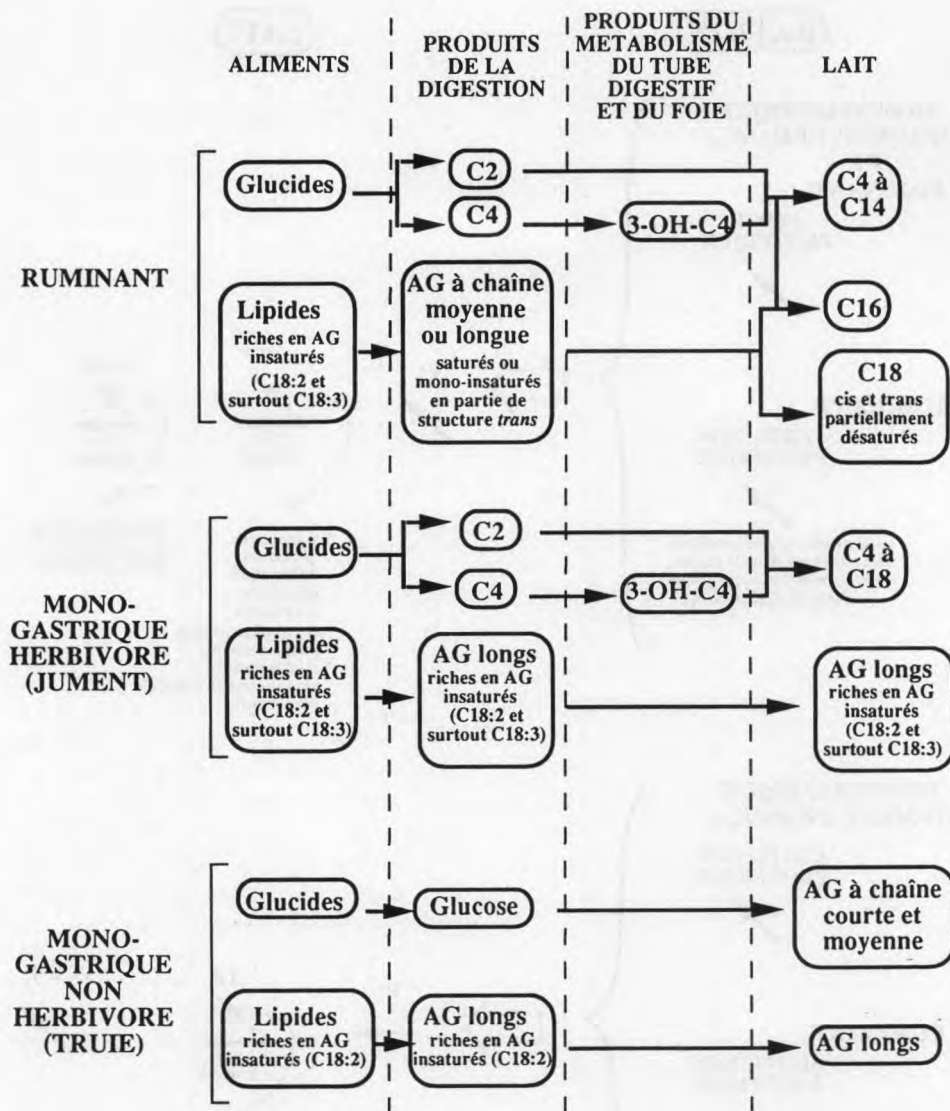 ALIMENTS
PRODUITS
DE LA
DIGESTION
PRODUITS DU
METABOLISME
DU TUBE
DIGESTIF
ET DU FOIE
LAIT
RUMINANT
Glucides
C2
C4
3-OH-C4
C4 à
C14
Lipides
riches en AG
insaturés
(C18:2 et
surtout C18:3)
AG à chaîne
moyenne
ou longue
saturés ou
mono-insaturés
en partie de
structure trans
C16
C18
cis et trans
partiellement
désaturés
MONO-
GASTRIQUE
HERBIVORE
(JUMENT)
Glucides
C2
C4
3-OH-C4
C4 à
C18
Lipides
riches en AG
insaturés
(C18:2 et
surtout C18:3)
AG longs
riches en AG
insaturés
(C18:2 et
surtout C18:3)
AG longs
riches en AG
insaturés
(C18:2 et
surtout C18:3)
MONO-
GASTRIQUE
NON
HERBIVORE
(TRUIE)
Glucides
Glucose
AG à chaîne
courte et
moyenne
Lipides
riches en AG
insaturés (C18:2)
AG longs
riches en AG
insaturés (C18:2)
AG longs